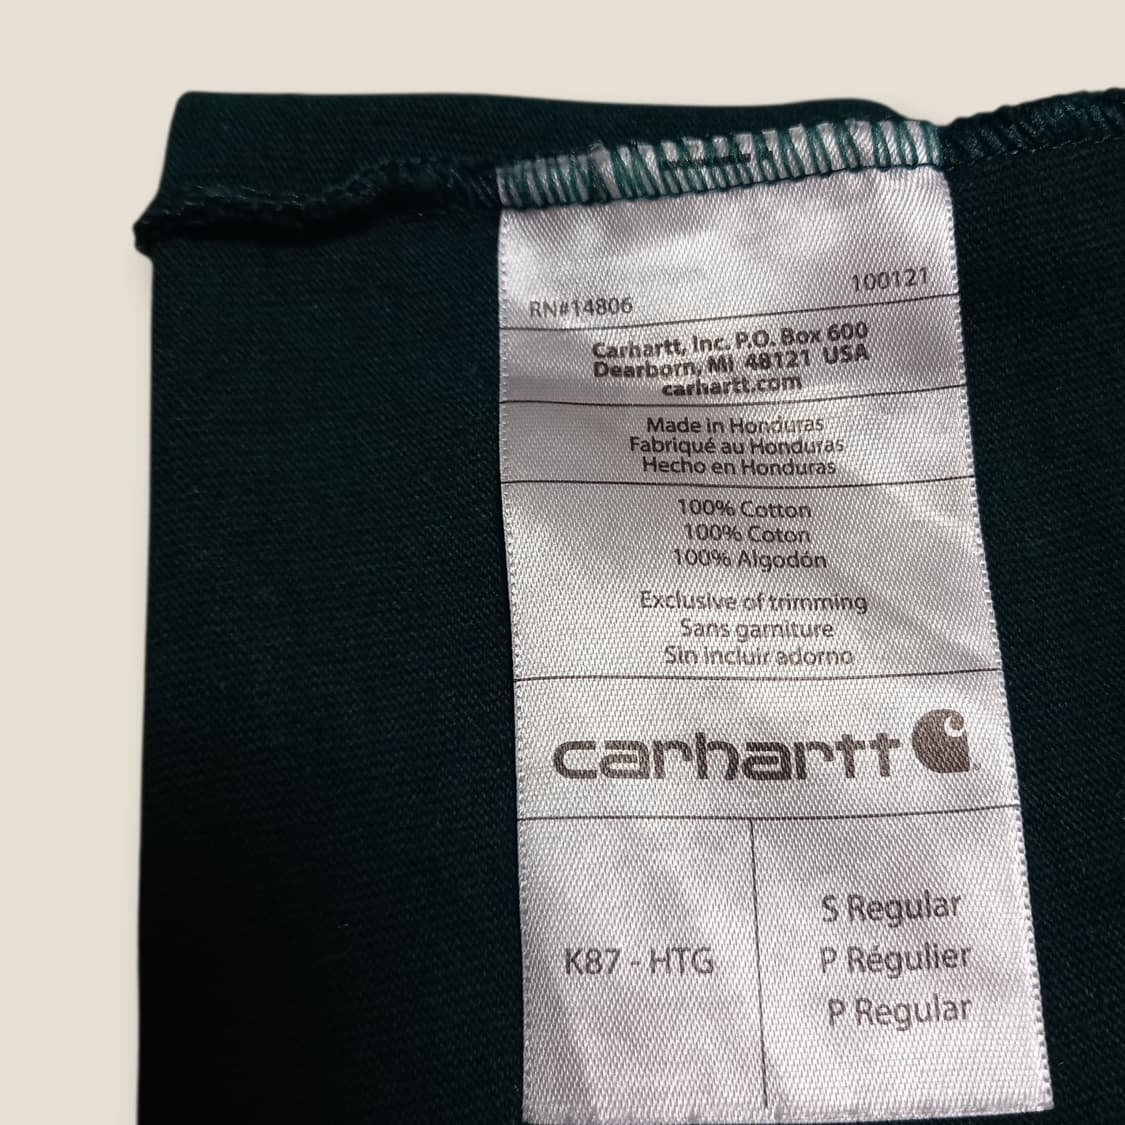 RN#14806 100121
Carhartt, Inc. P.O. Box 600
Dearborn, MI 48121 USA
carhartt.com
Made in Honduras
Fabriqué au Honduras
Hecho en Honduras
100% Cotton
100% Coton
100% Algodón
Exclusive of trimming
Sans garniture
Sin incluir adorno
carhartt
K87 - HTG
S Regular
P Régulier
P Regular